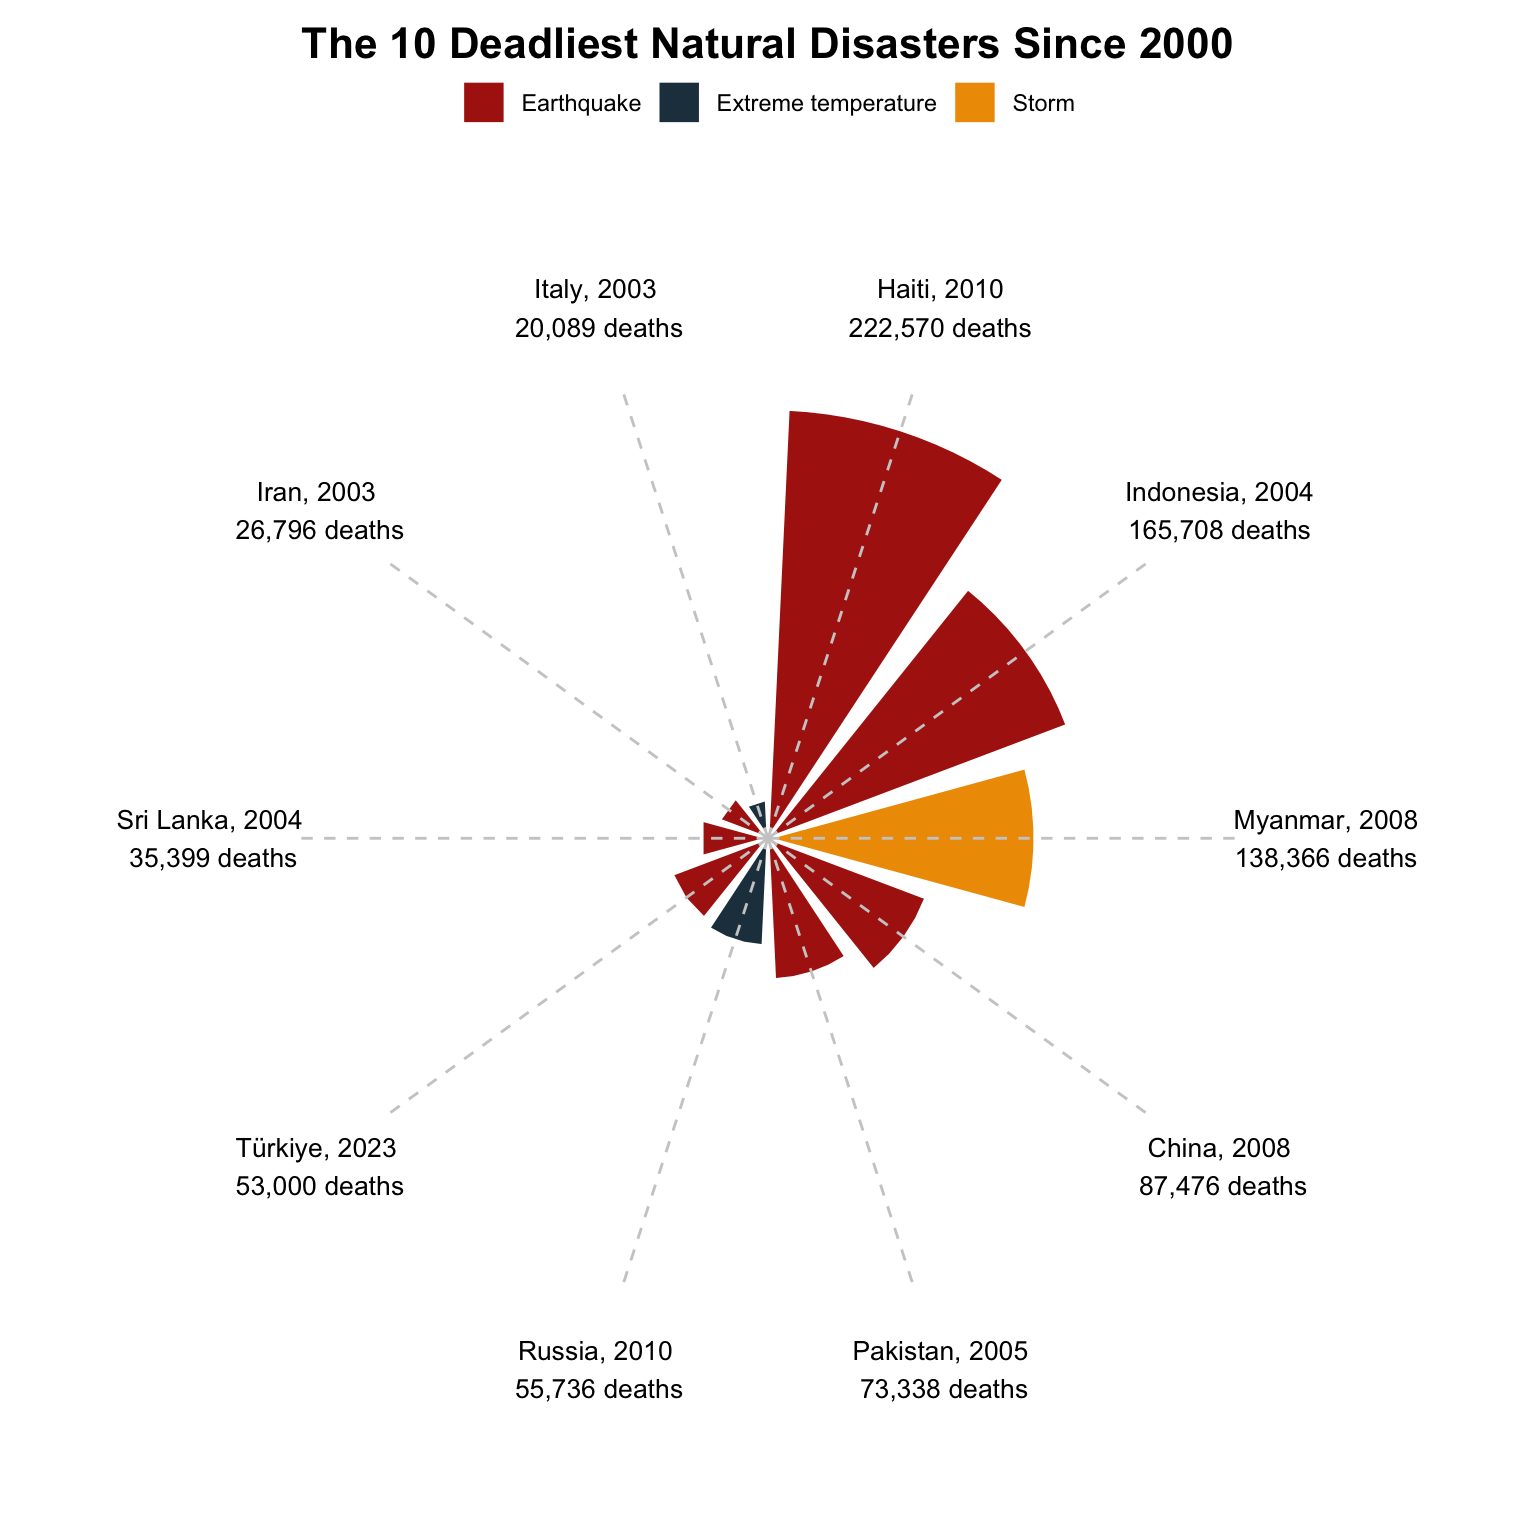 The 10 Deadliest Natural Disasters Since 2000
Earthquake
Extreme temperature
Storm
Italy, 2003
20,089 deaths
Haiti, 2010
222,570 deaths
Iran, 2003
26,796 deaths
Indonesia, 2004
165,708 deaths
Sri Lanka, 2004
35,399 deaths
Myanmar, 2008
138,366 deaths
Türkiye, 2023
53,000 deaths
China, 2008
87,476 deaths
Russia, 2010
55,736 deaths
Pakistan, 2005
73,338 deaths